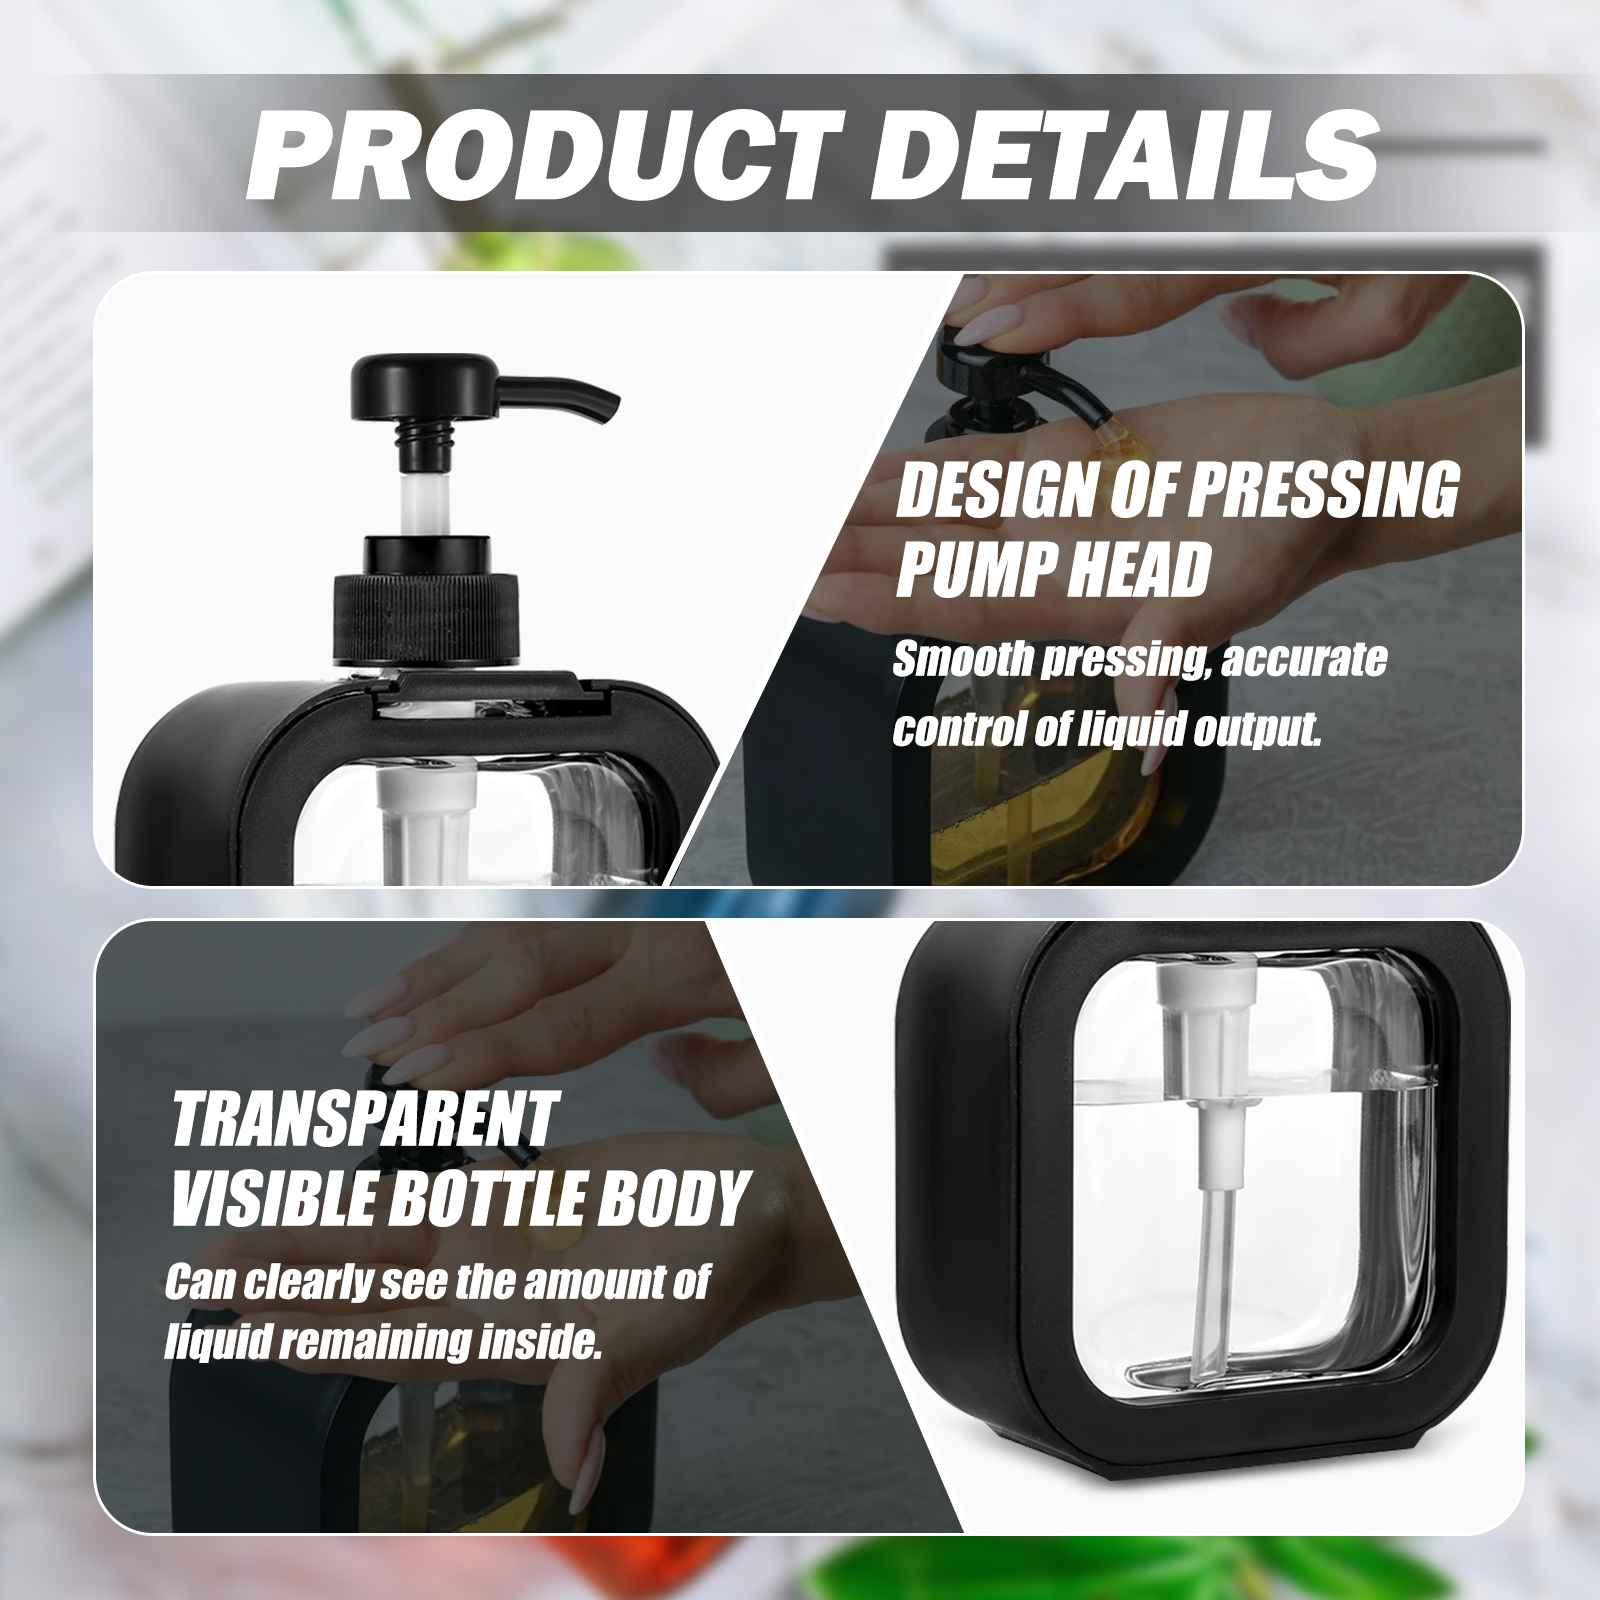 PRODUCT DETAILS
DESIGN OF PRESSING
PUMP HEAD
Smooth pressing, accurate
control of liquid output.
TRANSPARENT
VISIBLE BOTTLE BODY
Can clearly see the amount of
liquid remaining inside.